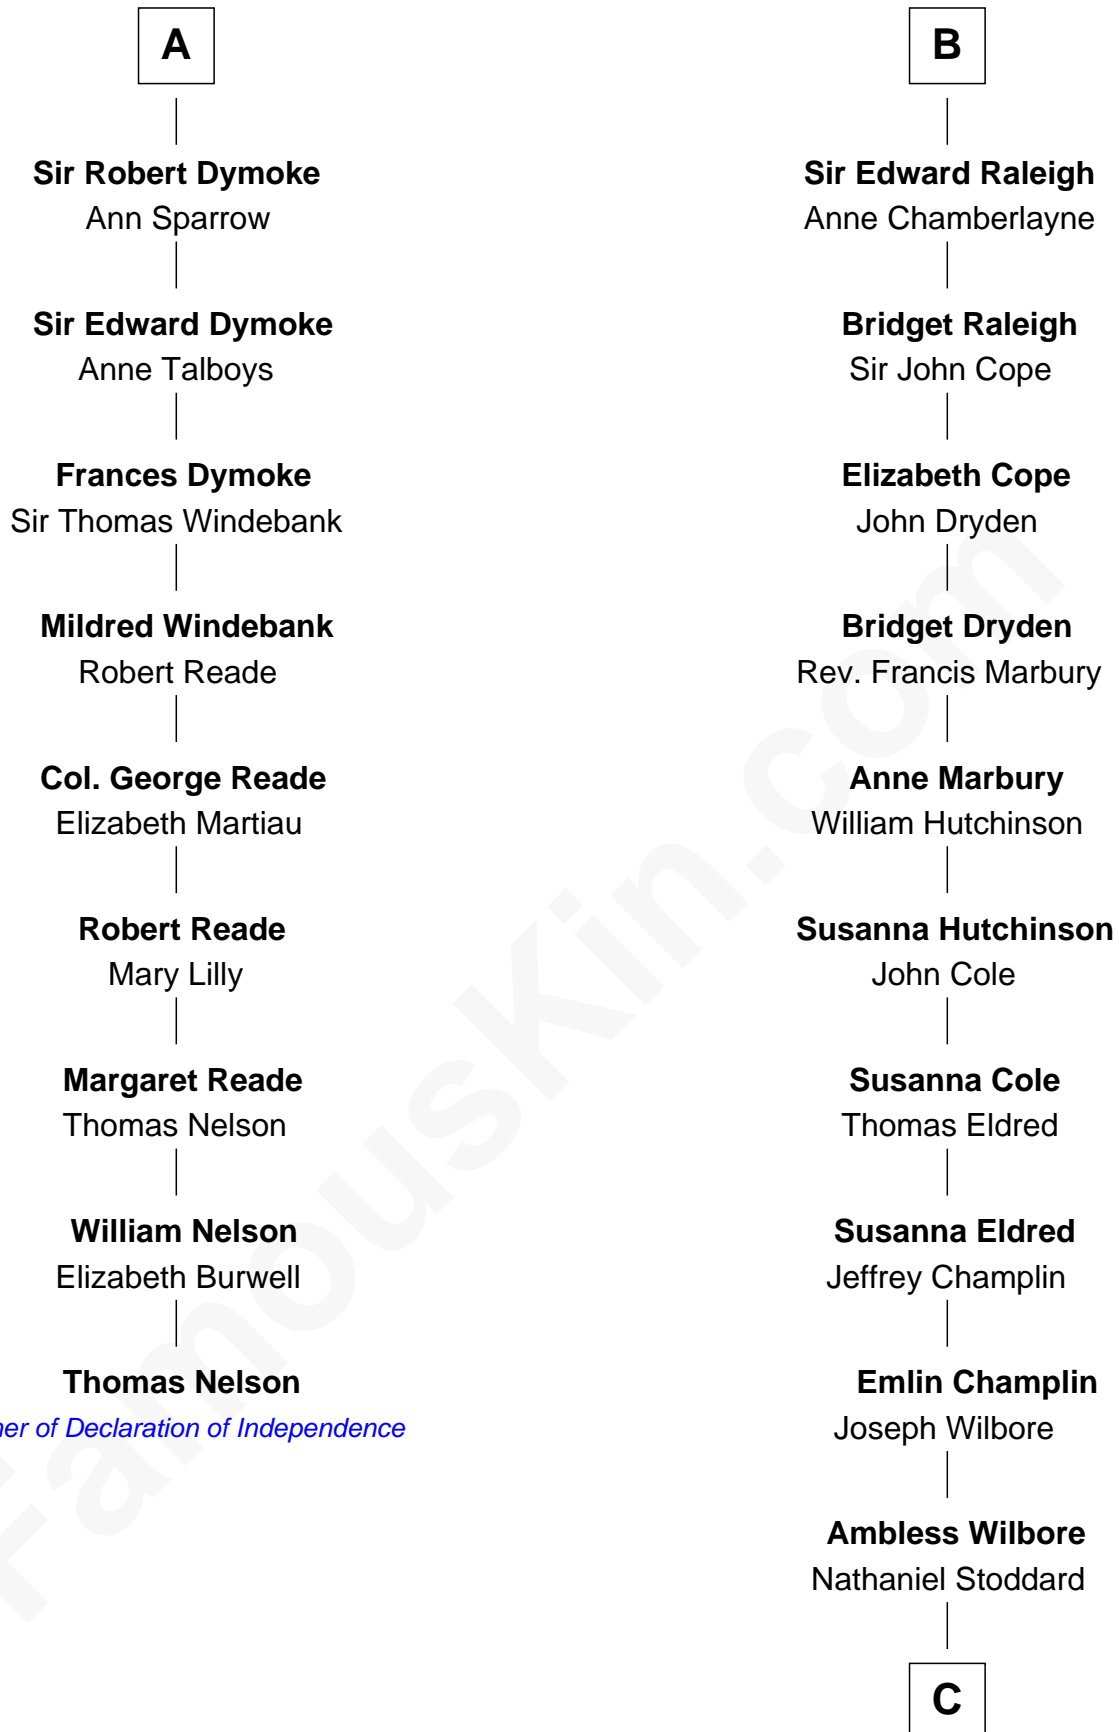 A
Sir Robert Dymoke
Ann Sparrow
Sir Edward Dymoke
Anne Talboys
Frances Dymoke
Sir Thomas Windebank
Mildred Windebank
Robert Reade
Col. George Reade
Elizabeth Martiau
Robert Reade
Mary Lilly
Margaret Reade
Thomas Nelson
William Nelson
Elizabeth Burwell
Thomas Nelson
of Declaration of Independence
B
Sir Edward Raleigh
Anne Chamberlayne
Bridget Raleigh
Sir John Cope
Elizabeth Cope
John Dryden
Bridget Dryden
Rev. Francis Marbury
Anne Marbury
William Hutchinson
Susanna Hutchinson
John Cole
Susanna Cole
Thomas Eldred
Susanna Eldred
Jeffrey Champlin
Emlin Champlin
Joseph Wilbore
Ambless Wilbore
Nathaniel Stoddard
C
FamousKin.com